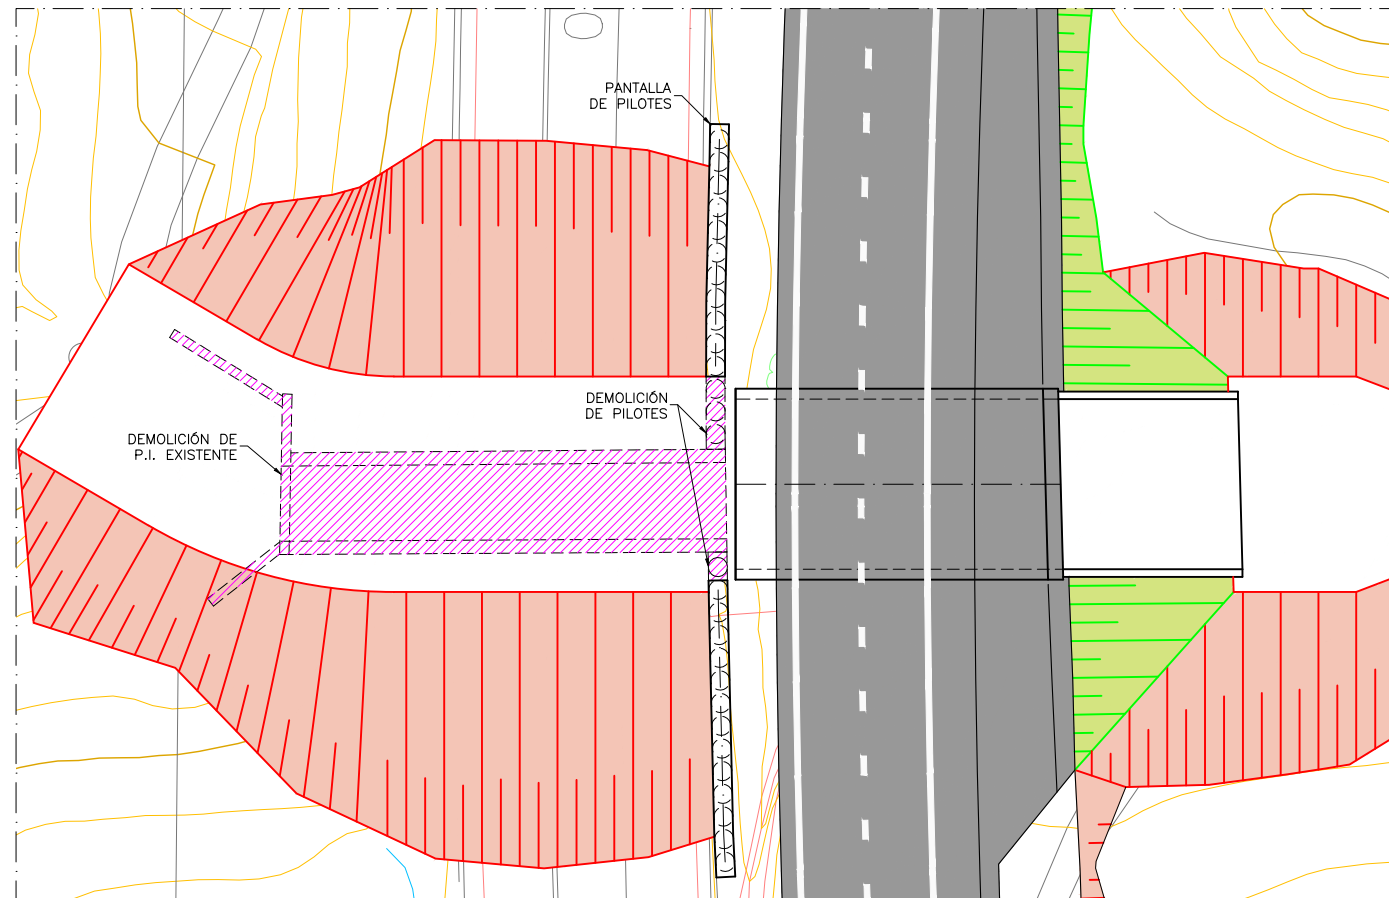 PANTALLA
DE PILOTES
DEMOLICIÓN
DE PILOTES
DEMOLICIÓN DE
P.I. EXISTENTE